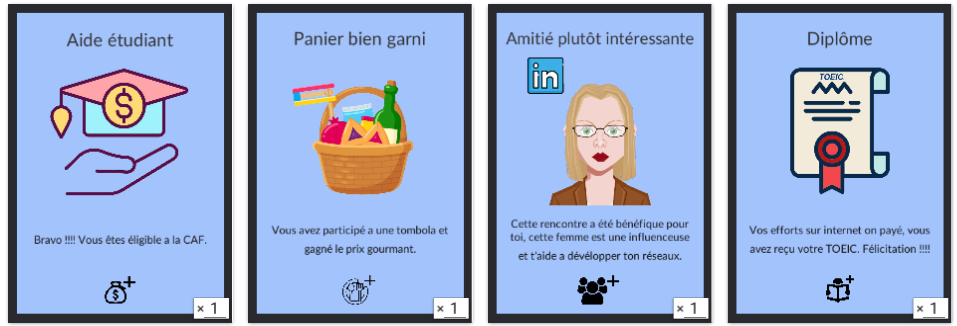 Aide étudiant
TOEIC
Bravo !!!! Vous êtes éligible a la CAF.
$
$
× 1
Panier bien garni
Vous avez participé a une tombola et
gagné le prix gourmant.
× 1
Amitié plutôt intéressante
in
Cette rencontre a été bénéfique pour
toi, cette femme est une influenceuse
et t'aide a dévélopper ton réseaux.
× 1
Diplôme
Vos efforts sur internet on payé, vous
avez reçu votre TOEIC. Félicitation !!!!
× 1